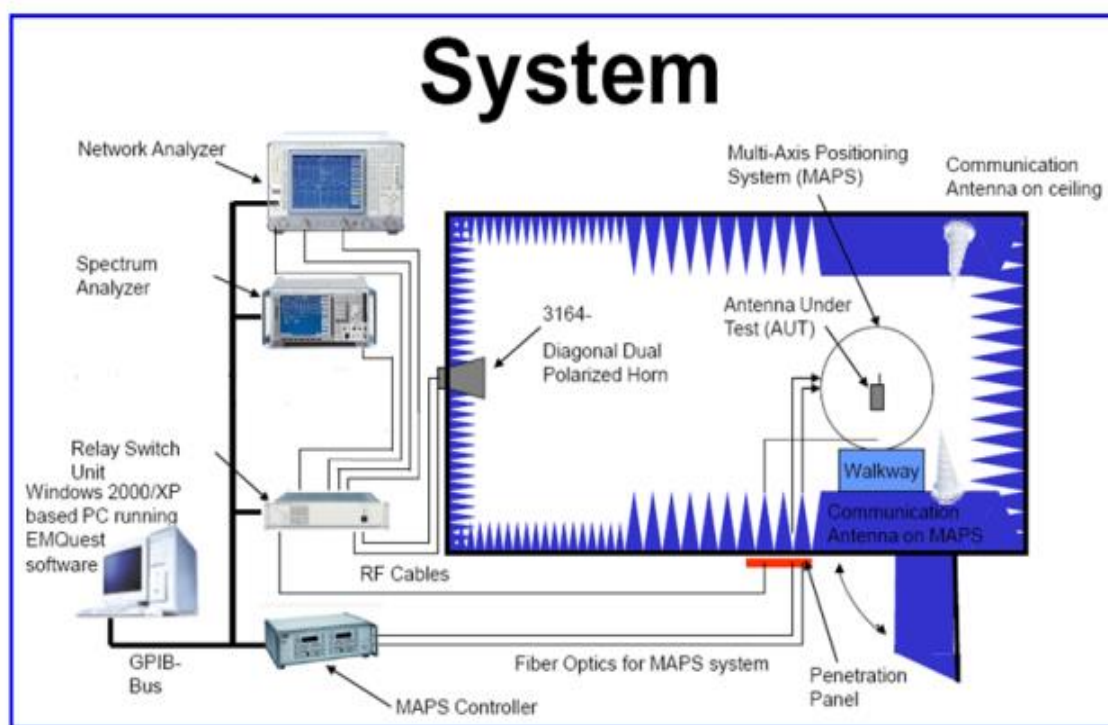 System
Network Analyzer
Multi-Axis Positioning
System (MAPS)
Communication
Antenna on ceiling
Spectrum
Analyzer
3164-
Diagonal Dual
Polarized Horn
Antenna Under
Test (AUT)
Relay Switch
Unit
Windows 2000/XP
based PC running
EMQuest
software
Walkway
Communication
Antenna on MAPS
RF Cables
GPIB-
Bus
Fiber Optics for MAPS system
Penetration
Panel
MAPS Controller